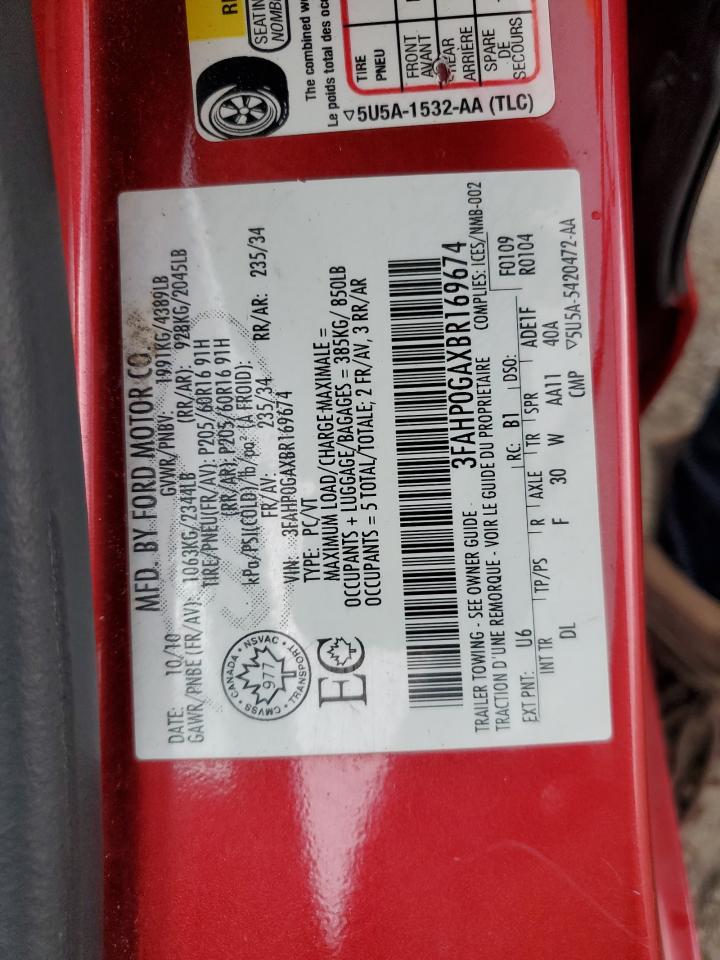 SEATING
The combined w
Le poids total des oc
TIRE
PNEU
FRONT
AVANT
REAR
ARRIÈRE
SPARE
DE
SECOURS
▽5U5A-1532-AA (TLC)
MFD. BY FORD MOTOR CO.
DATE: 10/10 GVWR/PNBV: 1991KG/4389LB
GAWR/PNBE (FR/AV): 1063KG/2344LB (RR/AR): 928KG/2045LB
TIRE/PNEU(FR/AV): P205/60R16 91H
(RR/AR): P205/60R16 91H
kPa/PSI(COLD)/lb/po² (À FROID):
FR/AV: 235/34 RR/AR: 235/34
VIN: 3FAHP0GAXBR169674
TYPE: PC/VT
MAXIMUM LOAD/CHARGE MAXIMALE =
OCCUPANTS + LUGGAGE/BAGAGES = 385KG/ 850LB
OCCUPANTS = 5 TOTAL/TOTALE; 2 FR/AV, 3 RR/AR
CANADA • NSVAC • TRANSPORT • CMVSS •
977
EC
3FAHP0GAXBR169674
TRAILER TOWING - SEE OWNER GUIDE COMPLIES: ICES/NMB-002
TRACTION D'UNE REMORQUE - VOIR LE GUIDE DU PROPRIETAIRE
EXT PNT: U6 RC: B1 DSO: F0109
R0104
INT TR TP/PS R AXLE TR SPR ADE1F
DL F 30 W AA11 40A
CMP ▽5U5A-5420472-AA